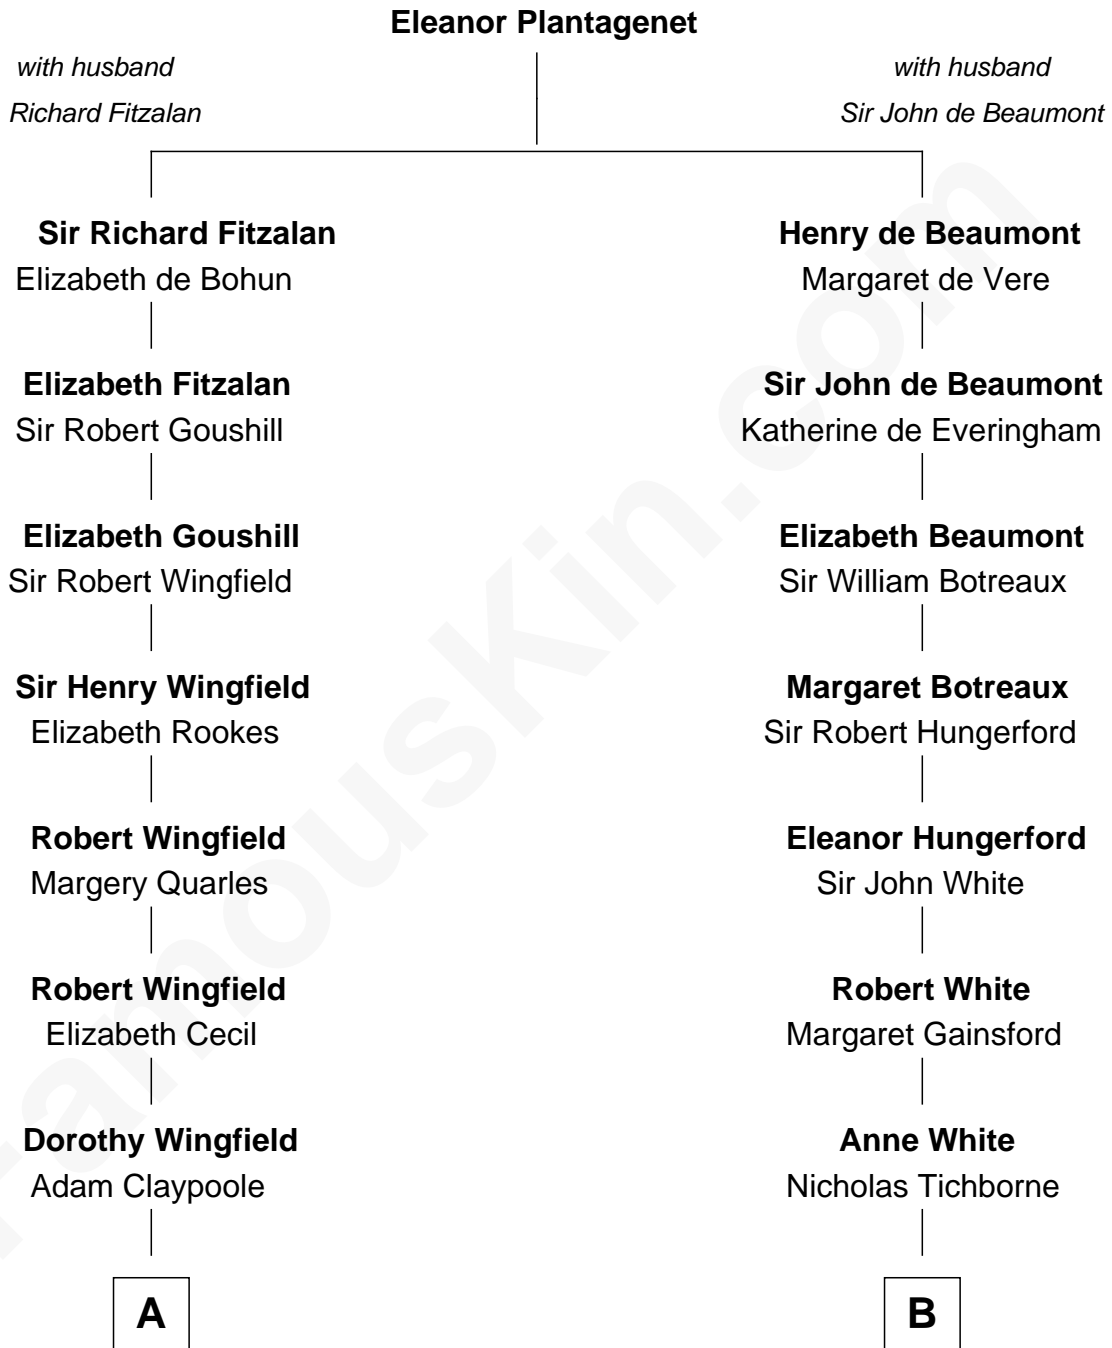 Eleanor Plantagenet
with husband
Richard Fitzalan
with husband
Sir John de Beaumont
Sir Richard Fitzalan
Elizabeth de Bohun
Henry de Beaumont
Margaret de Vere
Elizabeth Fitzalan
Sir Robert Goushill
Sir John de Beaumont
Katherine de Everingham
Elizabeth Goushill
Sir Robert Wingfield
Elizabeth Beaumont
Sir William Botreaux
Sir Henry Wingfield
Elizabeth Rookes
Margaret Botreaux
Sir Robert Hungerford
Robert Wingfield
Margery Quarles
Eleanor Hungerford
Sir John White
Robert Wingfield
Elizabeth Cecil
Robert White
Margaret Gainsford
Dorothy Wingfield
Adam Claypoole
Anne White
Nicholas Tichborne
A
B
FamousKin.com